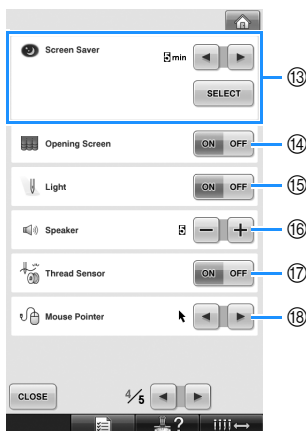 Screen Saver
5 min
⑬
SELECT
Opening Screen ON OFF ⑭
Light ON OFF ⑮
Speaker 5 − + ⑯
Thread Sensor ON OFF ⑰
Mouse Pointer ⑱
CLOSE 4/5
?